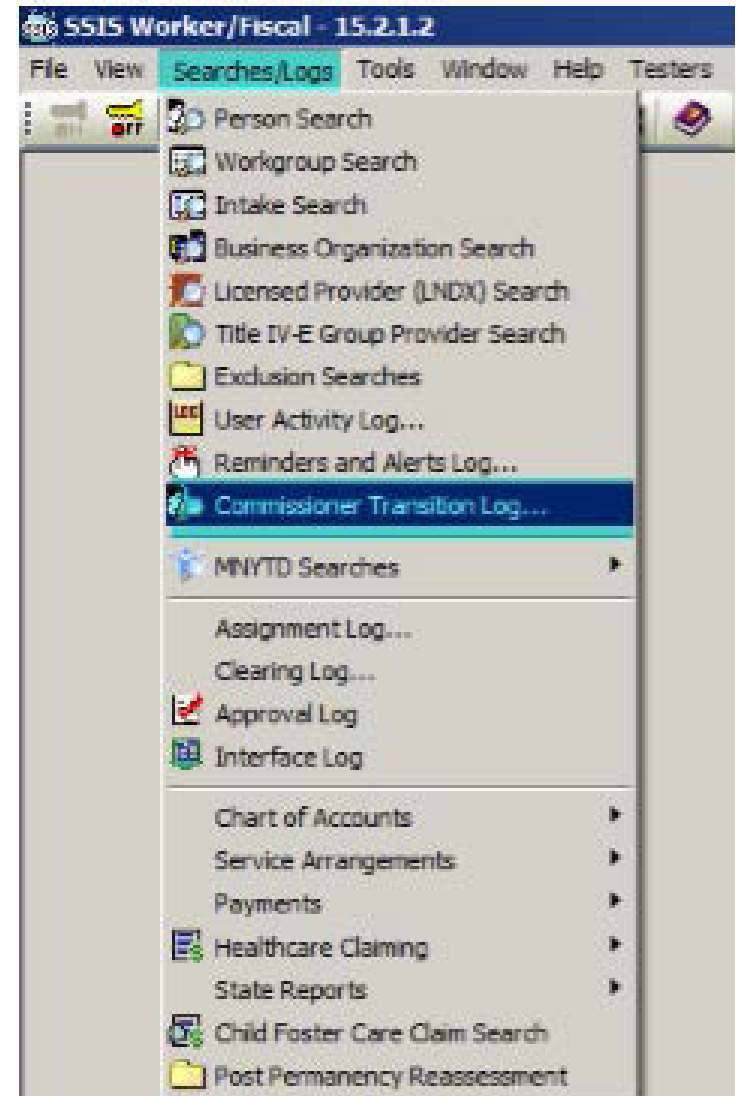 SSIS Worker/Fiscal - 15.2.1.2
File View Searches/Logs Tools Window Help Testers
off off Person Search
Workgroup Search
Intake Search
Business Organization Search
Licensed Provider (LNDX) Search
Title IV-E Group Provider Search
Exclusion Searches
LOG User Activity Log...
Reminders and Alerts Log...
Commissioner Transition Log...
MNYTD Searches
Assignment Log...
Clearing Log...
Approval Log
Interface Log
Chart of Accounts
Service Arrangements
Payments
Healthcare Claiming
State Reports
Child Foster Care Claim Search
Post Permanency Reassessment